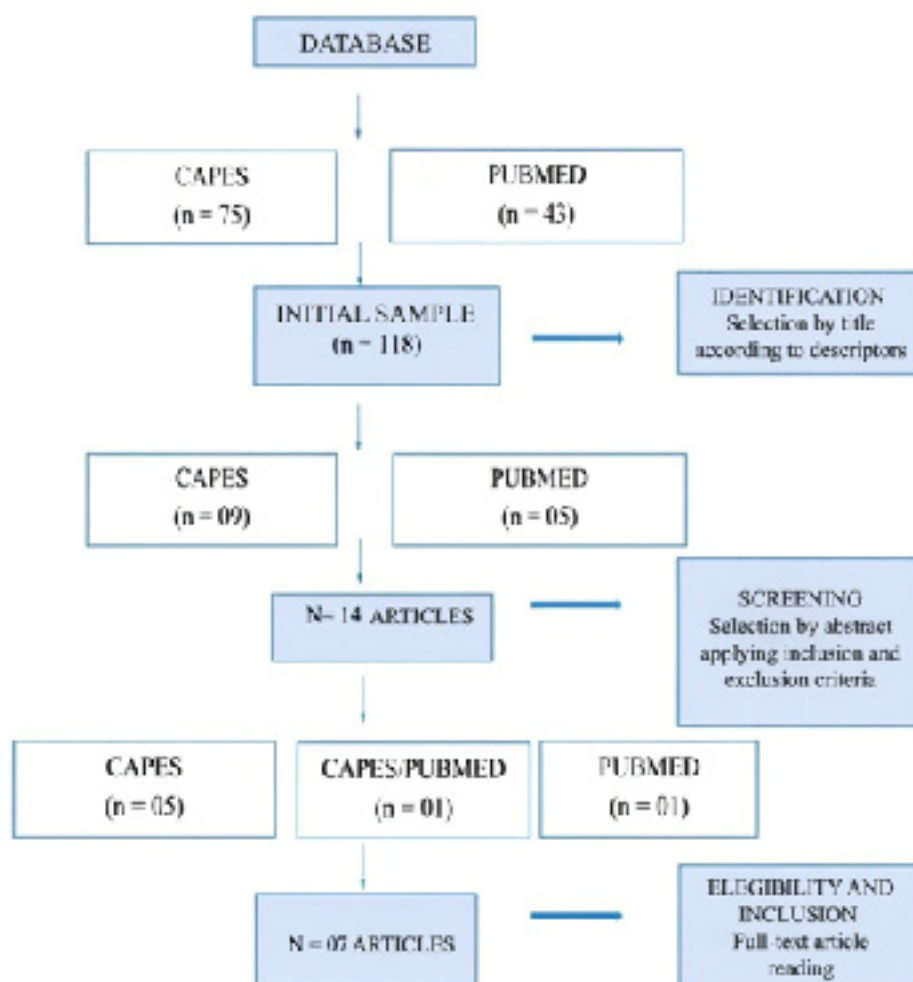 DATABASE
CAPES
(n = 75)
PUBMED
(n = 43)
INITIAL SAMPLE
(n = 118)
IDENTIFICATION
Selection by title
according to descriptors
CAPES
(n = 09)
PUBMED
(n = 05)
N= 14 ARTICLES
SCREENING
Selection by abstract
applying inclusion and
exclusion criteria
CAPES
(n = 05)
CAPES/PUBMED
(n = 01)
PUBMED
(n = 01)
N = 07 ARTICLES
ELEGIBILITY AND
INCLUSION
Full-text article
reading